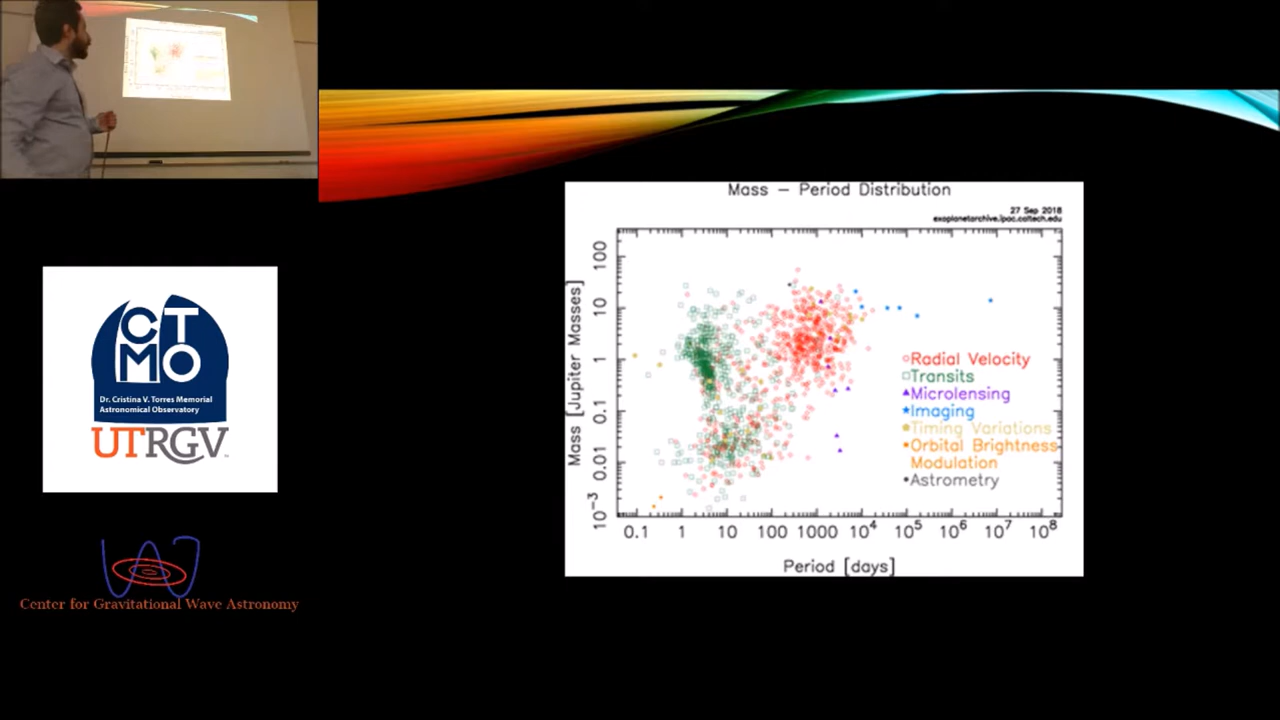 Mass – Period Distribution
27 Sep 2018
exoplanetarchive.ipac.caltech.edu
Mass [Jupiter Masses]
100
10
1
0.1
0.01
10⁻³
Radial Velocity
Transits
Microlensing
Imaging
Timing Variations
Orbital Brightness
Modulation
Astrometry
0.1 1 10 100 1000 10⁴ 10⁵ 10⁶ 10⁷ 10⁸
Period [days]
CT
MO
Dr. Cristina V. Torres Memorial
Astronomical Observatory
UTRGV™
Center for Gravitational Wave Astronomy